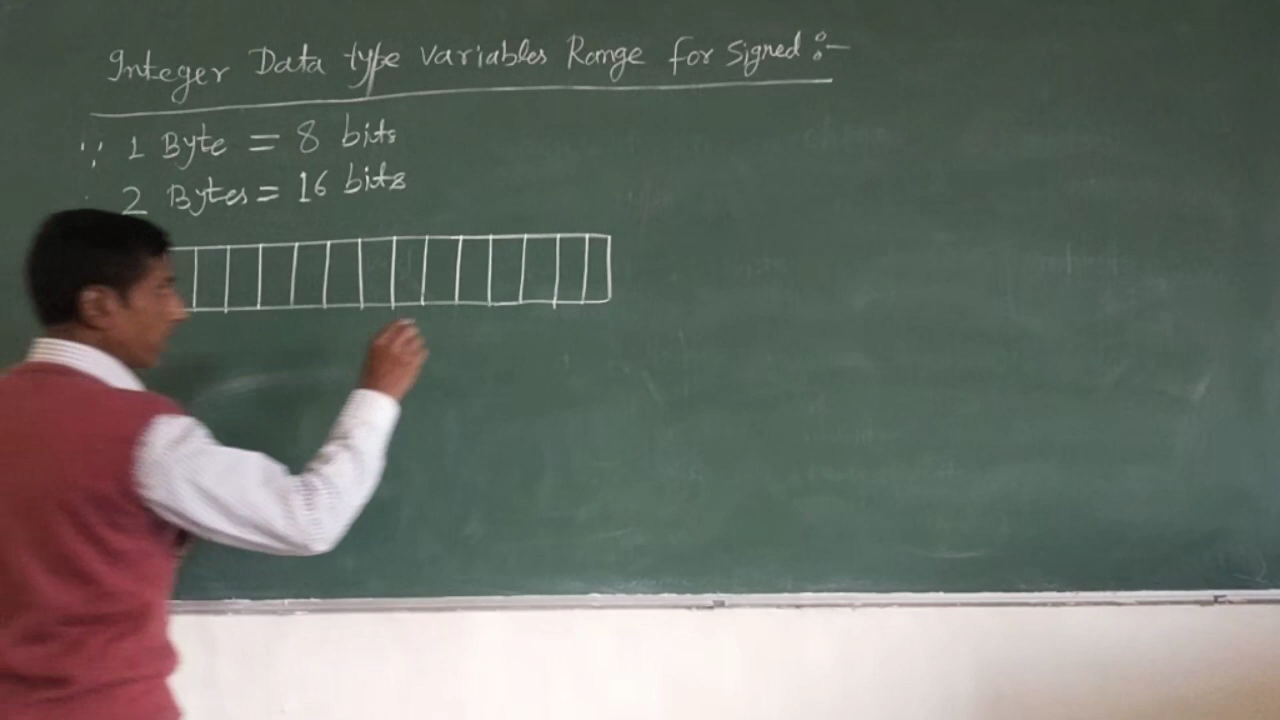 Integer Data type variables Range for signed :-
∵ 1 Byte = 8 bits
2 Bytes = 16 bits